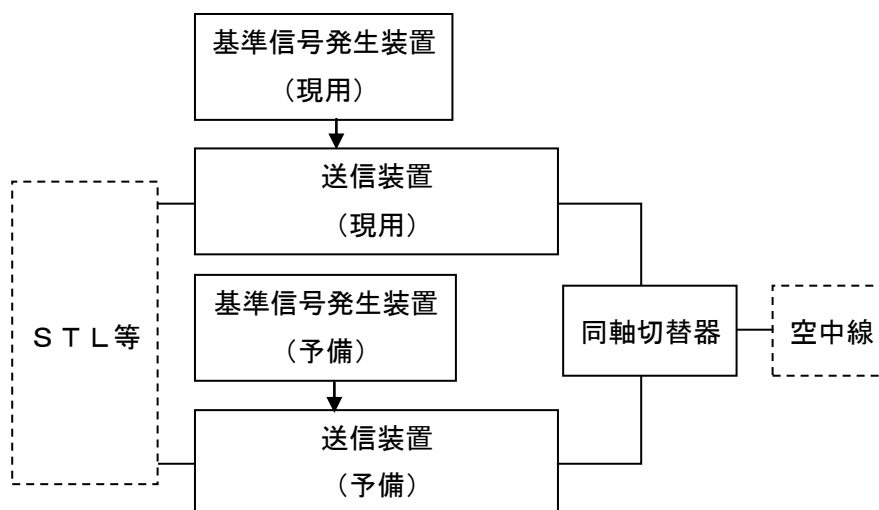 基準信号発生装置
（現用）
送信装置
（現用）
基準信号発生装置
（予備）
ＳＴＬ等
同軸切替器
空中線
送信装置
（予備）